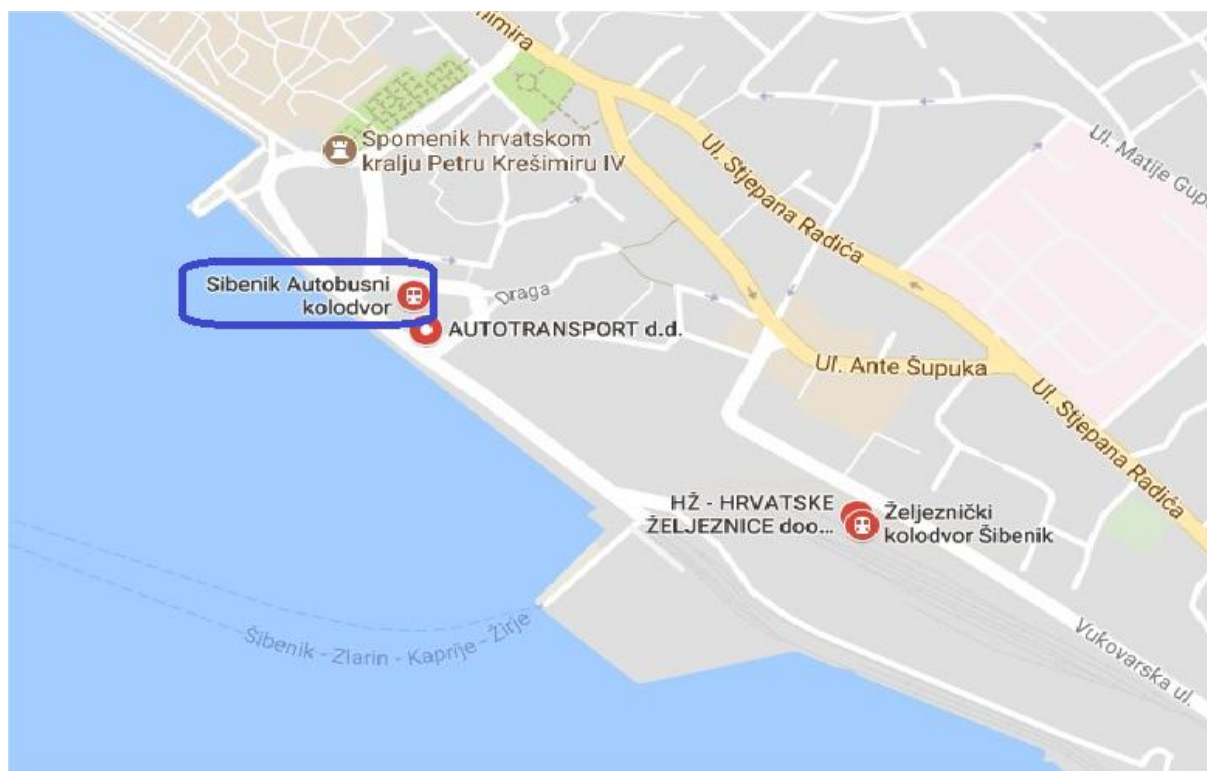 nimira
Spomenik hrvatskom
kralju Petru Krešimiru IV
Ul. Stjepana Radića
Ul. Matije Gup
Sibenik Autobusni
kolodvor
Draga
AUTOTRANSPORT d.d.
Ul. Ante Šupuka
Ul. Stjepana Radića
HŽ - HRVATSKE
ŽELJEZNICE doo...
Željeznički
kolodvor Šibenik
Šibenik - Zlarin - Kaprije - Žirje
Vukovarska ul.